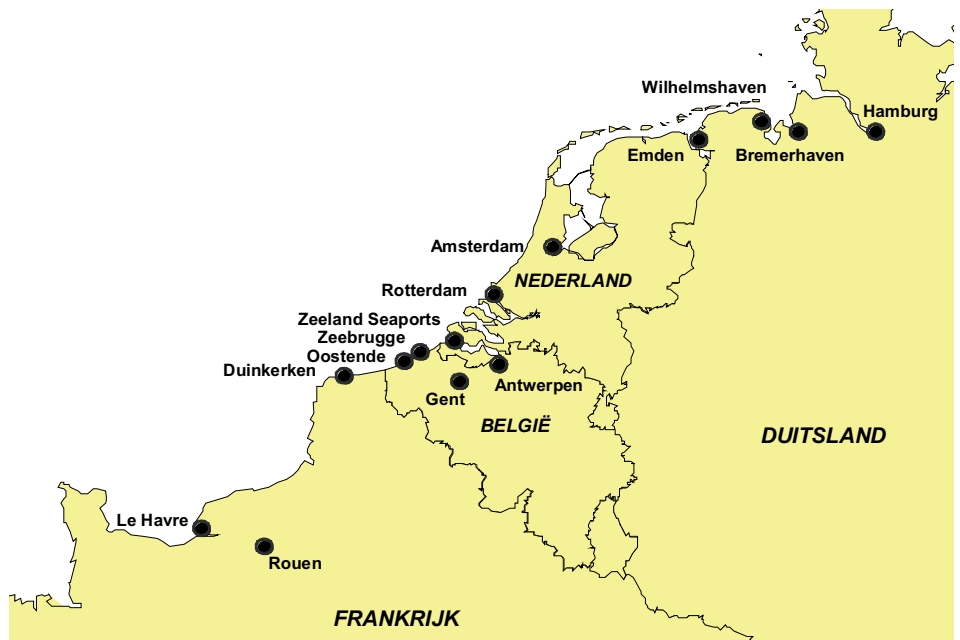 Wilhelmshaven
Hamburg
Emden
Bremerhaven
Amsterdam
NEDERLAND
Rotterdam
Zeeland Seaports
Zeebrugge
Oostende
Duinkerken
Antwerpen
Gent
BELGIË
DUITSLAND
Le Havre
Rouen
FRANKRIJK